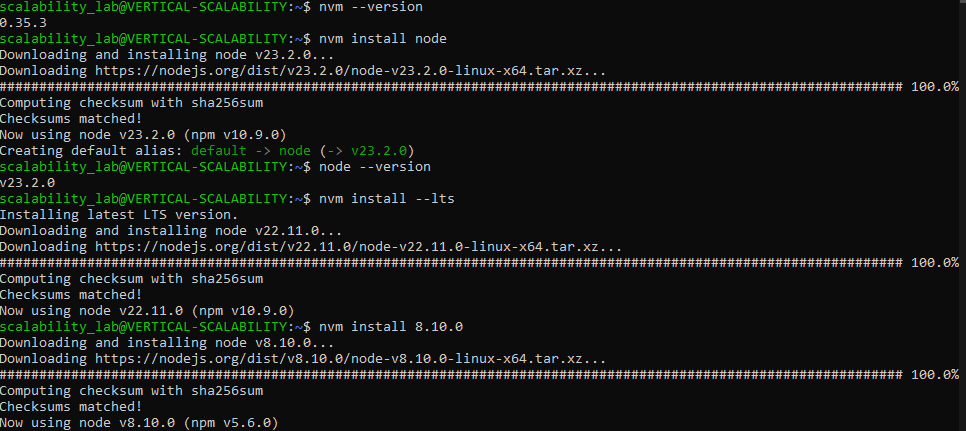 scalability_lab@VERTICAL-SCALABILITY:~$ nvm --version
0.35.3
scalability_lab@VERTICAL-SCALABILITY:~$ nvm install node
Downloading and installing node v23.2.0...
Downloading https://nodejs.org/dist/v23.2.0/node-v23.2.0-linux-x64.tar.xz...
################################################################################################################# 100.0%
Computing checksum with sha256sum
Checksums matched!
Now using node v23.2.0 (npm v10.9.0)
Creating default alias: default -> node (-> v23.2.0)
scalability_lab@VERTICAL-SCALABILITY:~$ node --version
v23.2.0
scalability_lab@VERTICAL-SCALABILITY:~$ nvm install --lts
Installing latest LTS version.
Downloading and installing node v22.11.0...
Downloading https://nodejs.org/dist/v22.11.0/node-v22.11.0-linux-x64.tar.xz...
################################################################################################################# 100.0%
Computing checksum with sha256sum
Checksums matched!
Now using node v22.11.0 (npm v10.9.0)
scalability_lab@VERTICAL-SCALABILITY:~$ nvm install 8.10.0
Downloading and installing node v8.10.0...
Downloading https://nodejs.org/dist/v8.10.0/node-v8.10.0-linux-x64.tar.xz...
################################################################################################################# 100.0%
Computing checksum with sha256sum
Checksums matched!
Now using node v8.10.0 (npm v5.6.0)